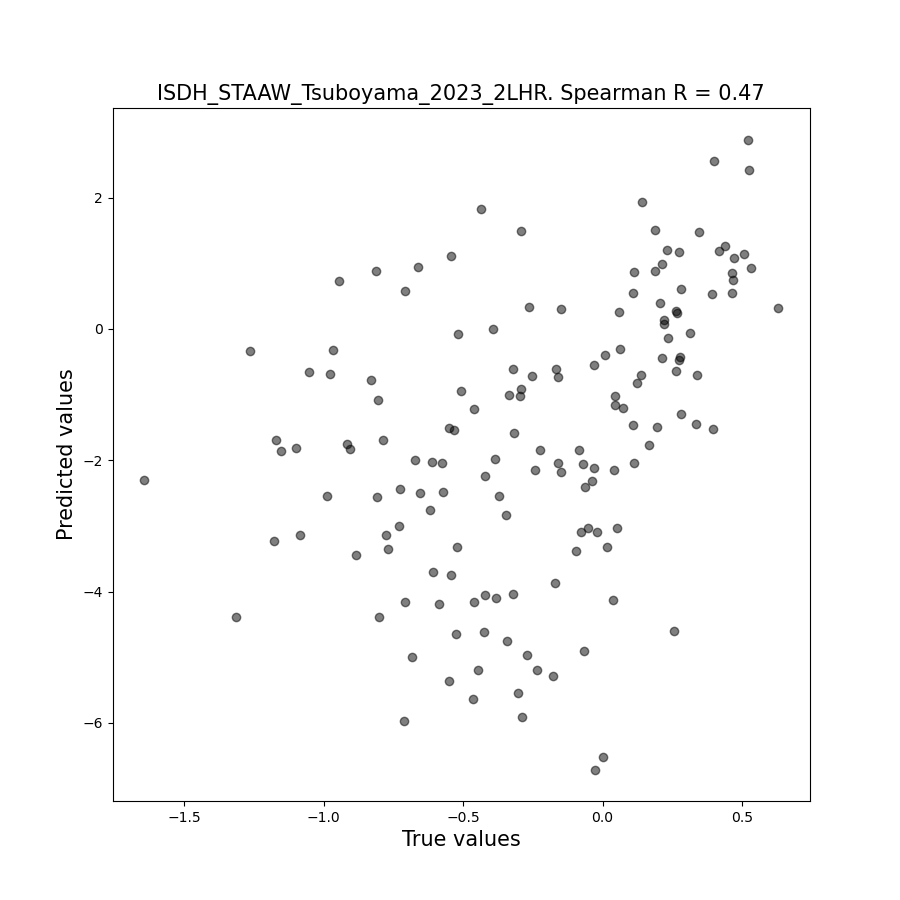 ISDH_STAAW_Tsuboyama_2023_2LHR. Spearman R = 0.47
Predicted values
2
0
−2
−4
−6
−1.5 −1.0 −0.5 0.0 0.5
True values